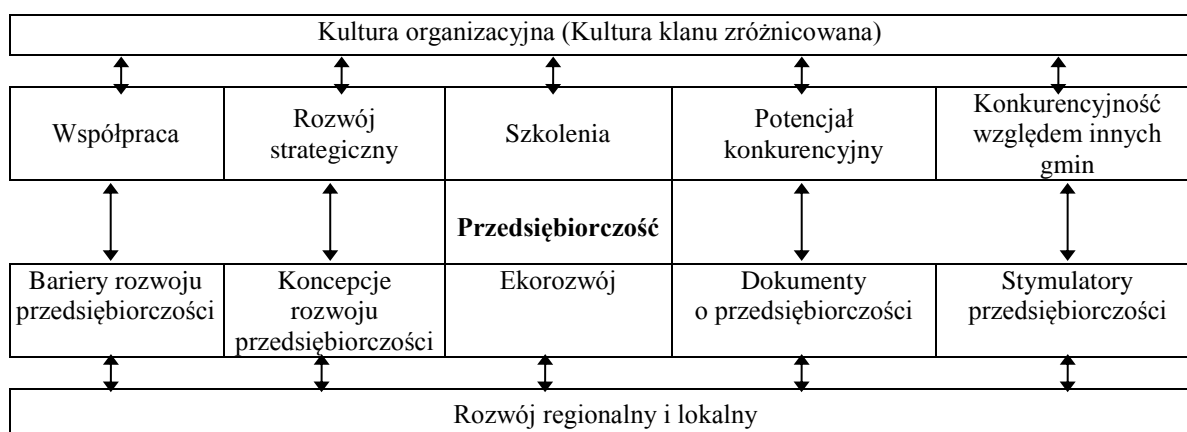 Kultura organizacyjna (Kultura klanu zróżnicowana)
Współpraca
Rozwój
strategiczny
Szkolenia
Potencjał
konkurencyjny
Konkurencyjność
względem innych
gmin
Przedsiębiorczość
Bariery rozwoju
przedsiębiorczości
Koncepcje
rozwoju
przedsiębiorczości
Ekorozwój
Dokumenty
o przedsiębiorczości
Stymulatory
przedsiębiorczości
Rozwój regionalny i lokalny